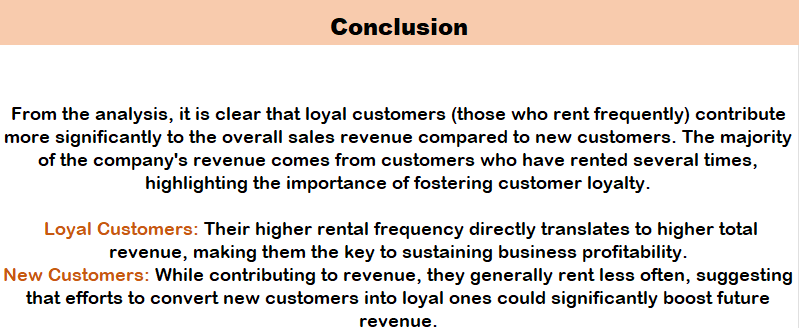 Conclusion
From the analysis, it is clear that loyal customers (those who rent frequently) contribute
more significantly to the overall sales revenue compared to new customers. The majority
of the company's revenue comes from customers who have rented several times,
highlighting the importance of fostering customer loyalty.
Loyal Customers: Their higher rental frequency directly translates to higher total
revenue, making them the key to sustaining business profitability.
New Customers: While contributing to revenue, they generally rent less often, suggesting
that efforts to convert new customers into loyal ones could significantly boost future
revenue.